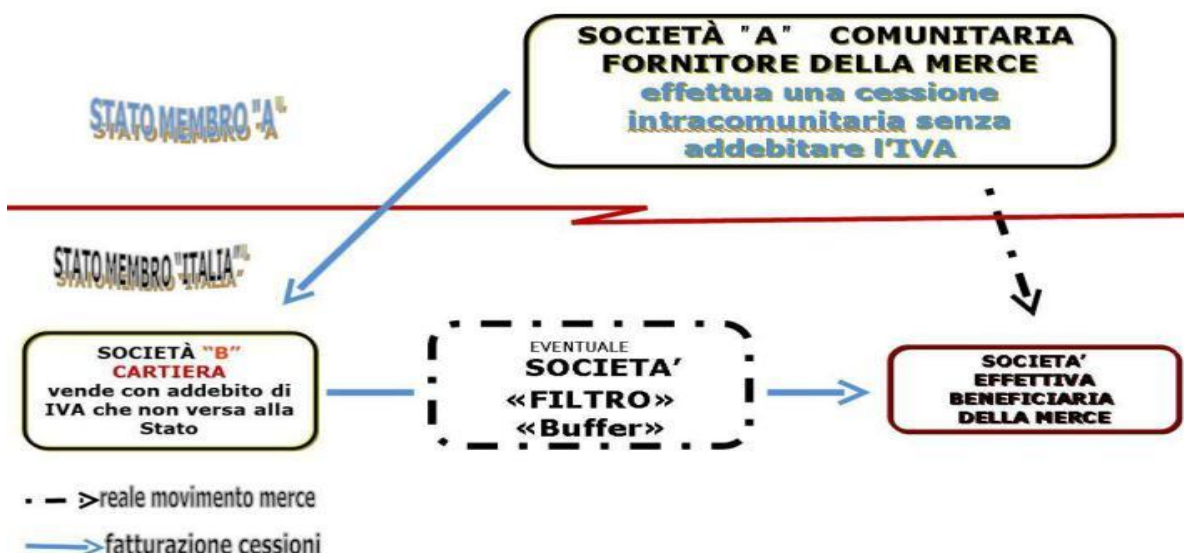 SOCIETÀ "A" COMUNITARIA
FORNITORE DELLA MERCE
effettua una cessione
intracomunitaria senza
addebitare l'IVA
STATO MEMBRO "A"
STATO MEMBRO "ITALIA"
SOCIETÀ "B"
CARTIERA
vende con addebito di
IVA che non versa alla
Stato
EVENTUALE
SOCIETA'
«FILTRO»
«Buffer»
SOCIETA'
EFFETTIVA
BENEFICIARIA
DELLA MERCE
reale movimento merce
fatturazione cessioni